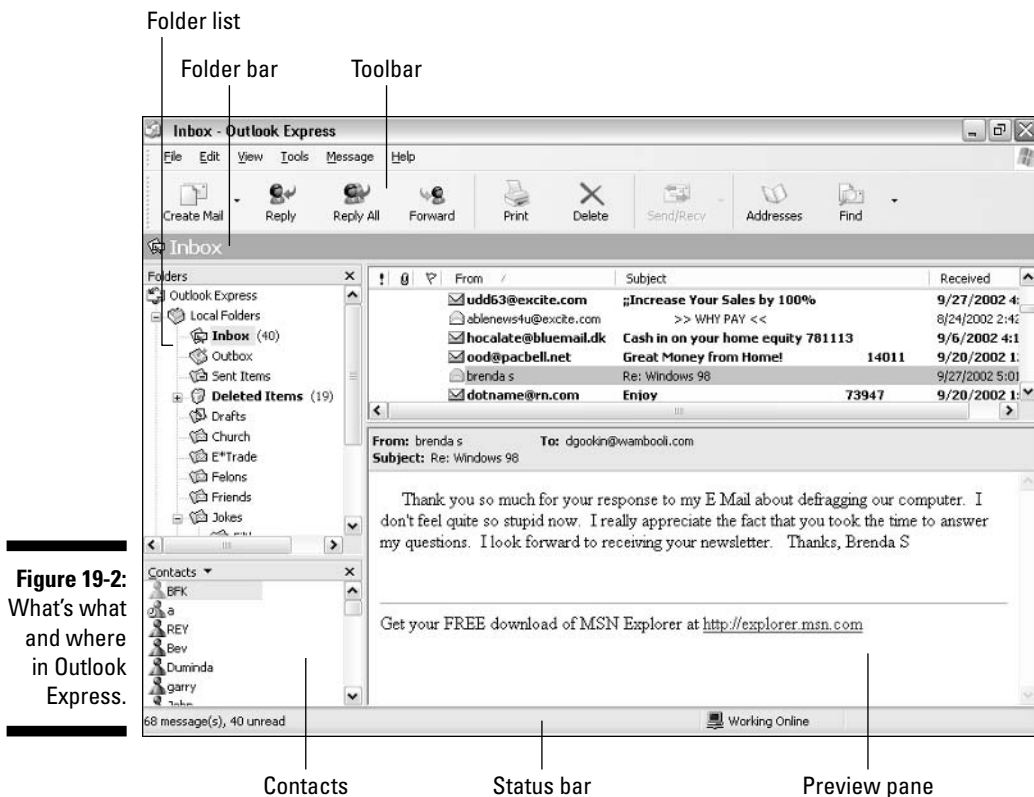 Folder list
Folder bar
Toolbar
Inbox - Outlook Express
File Edit View Tools Message Help
Create Mail Reply Reply All Forward Print Delete Send/Recv Addresses Find
Inbox
Folders
Outlook Express
Local Folders
Inbox (40)
Outbox
Sent Items
Deleted Items (19)
Drafts
Church
E*Trade
Felons
Friends
Jokes
! From / Subject Received
udd63@excite.com ;;Increase Your Sales by 100% 9/27/2002 4:
ablenews4u@excite.com >> WHY PAY << 8/24/2002 2:42
hocalate@bluemail.dk Cash in on your home equity 781113 9/6/2002 4:1
ood@pacbell.net Great Money from Home! 14011 9/20/2002 1:
brenda s Re: Windows 98 9/27/2002 5:01
dotname@rn.com Enjoy 73947 9/20/2002 1:
From: brenda s To: dgookin@wambooli.com
Subject: Re: Windows 98
Thank you so much for your response to my E Mail about defragging our computer. I
don't feel quite so stupid now. I really appreciate the fact that you took the time to answer
my questions. I look forward to receiving your newsletter. Thanks, Brenda S
Get your FREE download of MSN Explorer at http://explorer.msn.com
Contacts
BFK
a
REY
Bev
Duminda
garry
John
68 message(s), 40 unread
Working Online
Figure 19-2:
What's what
and where
in Outlook
Express.
Contacts
Status bar
Preview pane